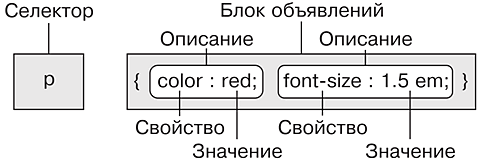 Селектор
Блок объявлений
Описание
Описание
p
{ color : red; font-size : 1.5 em; }
Свойство
Свойство
Значение
Значение